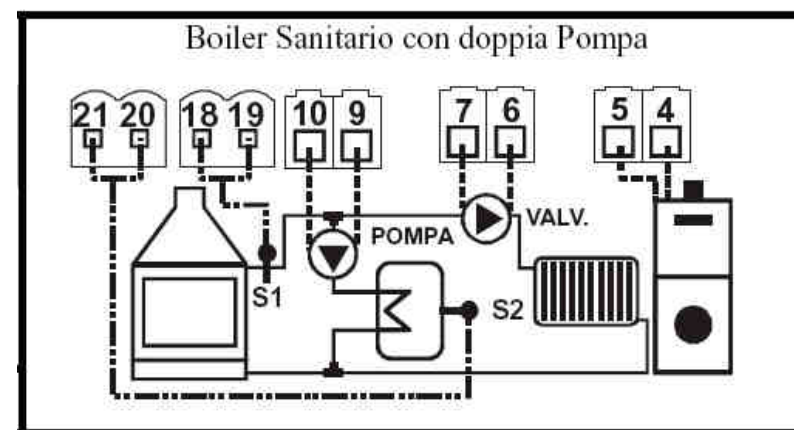 Boiler Sanitario con doppia Pompa
21 20 18 19 10 9 7 6 5 4
POMPA VALV.
S1 S2